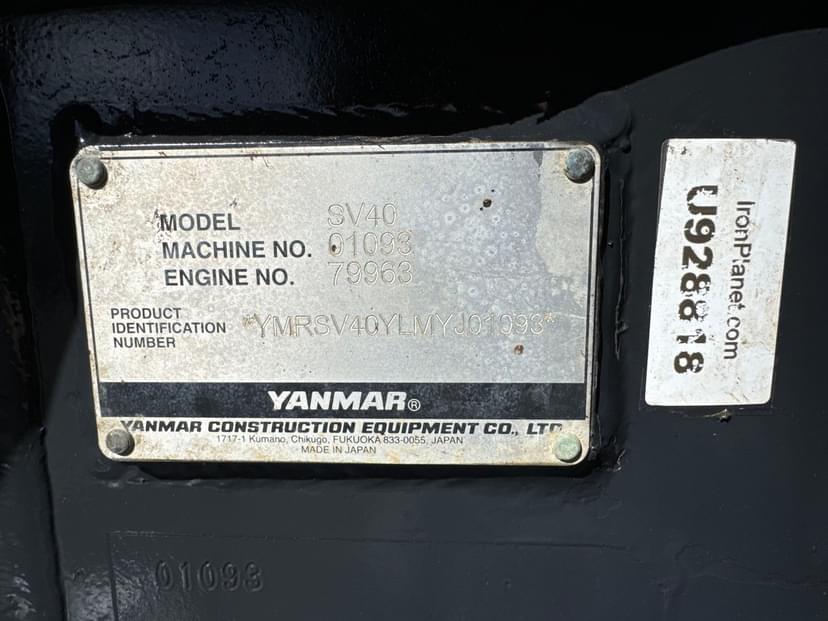 MODEL SV40
MACHINE NO. 01093
ENGINE NO. 79963
PRODUCT
IDENTIFICATION
NUMBER
*YMRSV40YLMYJ01093*
YANMAR®
YANMAR CONSTRUCTION EQUIPMENT CO., LTD.
1717-1 Kumano, Chikugo, FUKUOKA 833-0055, JAPAN
MADE IN JAPAN
IronPlanet.com
U928818
01093